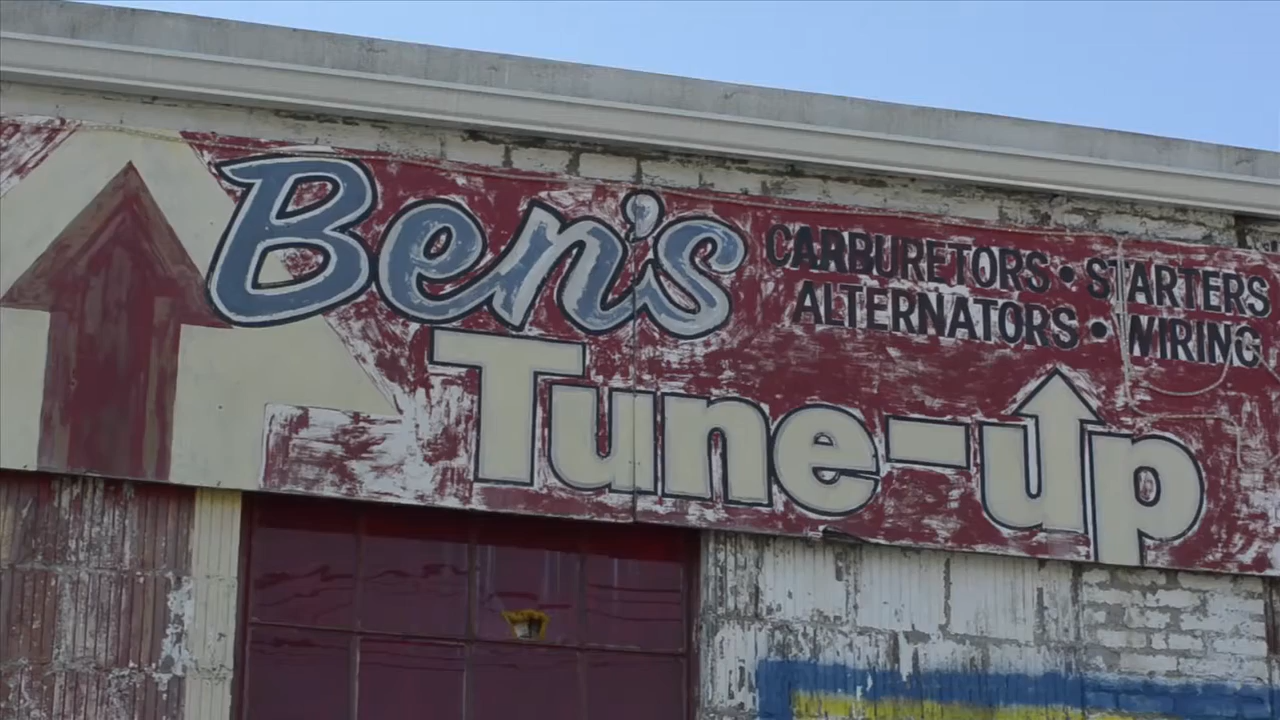 Ben's
CARBURETORS • STARTERS
ALTERNATORS • WIRING
Tune-up